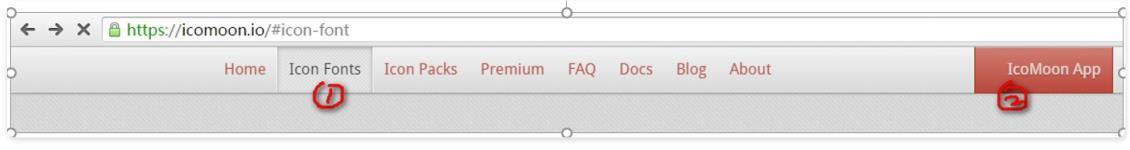 https://icomoon.io/#icon-font
Home Icon Fonts Icon Packs Premium FAQ Docs Blog About IcoMoon App
1 2